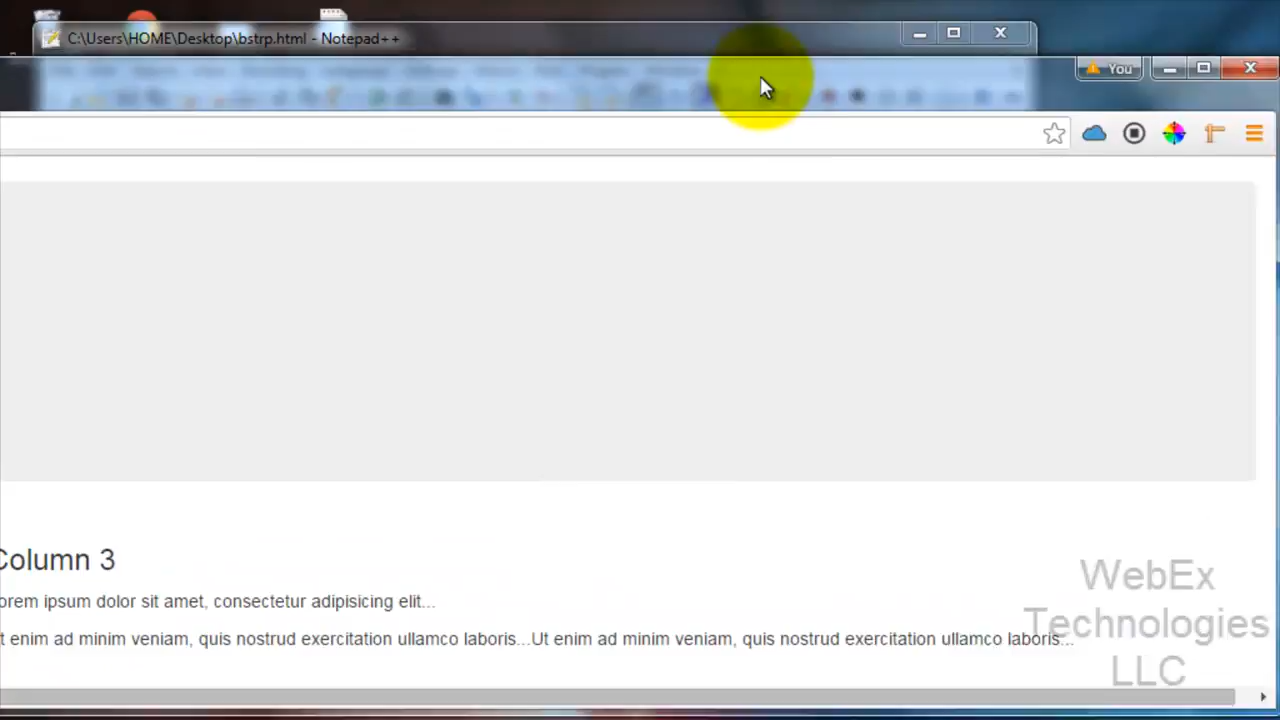 C:\Users\HOME\Desktop\bstrp.html - Notepad++
You
Column 3
orem ipsum dolor sit amet, consectetur adipisicing elit...
t enim ad minim veniam, quis nostrud exercitation ullamco laboris...Ut enim ad minim veniam, quis nostrud exercitation ullamco laboris...
WebEx
Technologies
LLC